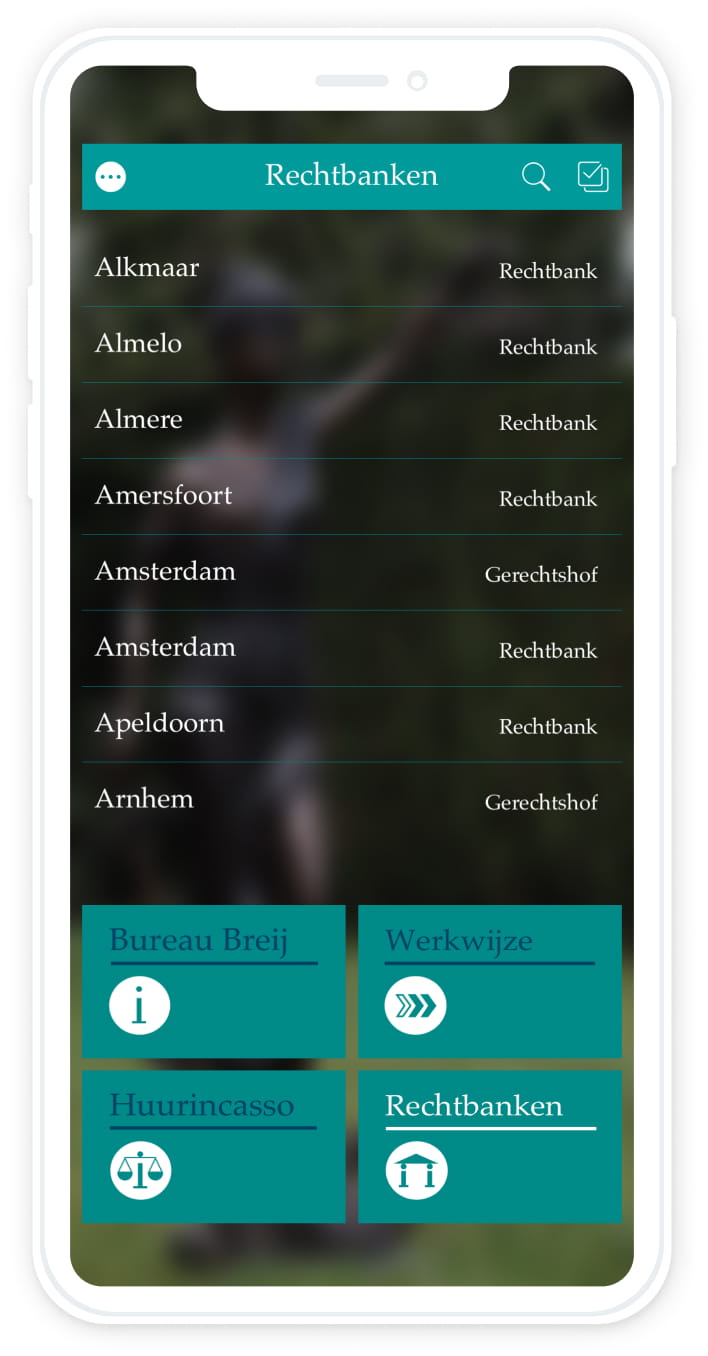 Rechtbanken
Alkmaar Rechtbank
Almelo Rechtbank
Almere Rechtbank
Amersfoort Rechtbank
Amsterdam Gerechtshof
Amsterdam Rechtbank
Apeldoorn Rechtbank
Arnhem Gerechtshof
Bureau Breij Werkwijze
Huurincasso Rechtbanken